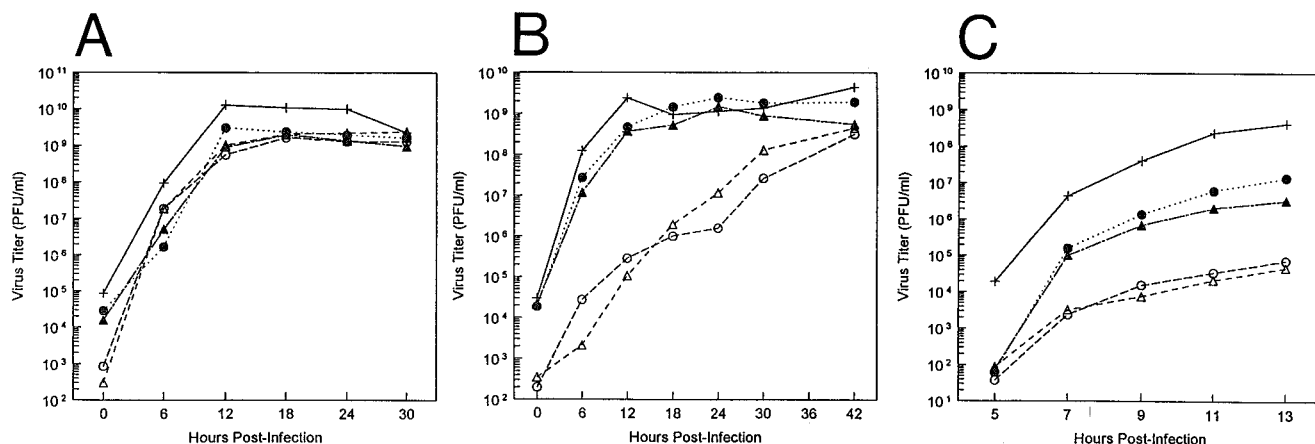 A
B
C
10¹¹
10¹⁰
10⁹
10⁸
10⁷
10⁶
10⁵
10⁴
10³
10²
Virus Titer (PFU/ml)
0 6 12 18 24 30
Hours Post-Infection
10¹⁰
10⁹
10⁸
10⁷
10⁶
10⁵
10⁴
10³
10²
Virus Titer (PFU/ml)
0 6 12 18 24 30 36 42
Hours Post-Infection
10¹⁰
10⁹
10⁸
10⁷
10⁶
10⁵
10⁴
10³
10²
10¹
Virus Titer (PFU/ml)
5 7 9 11 13
Hours Post-Infection